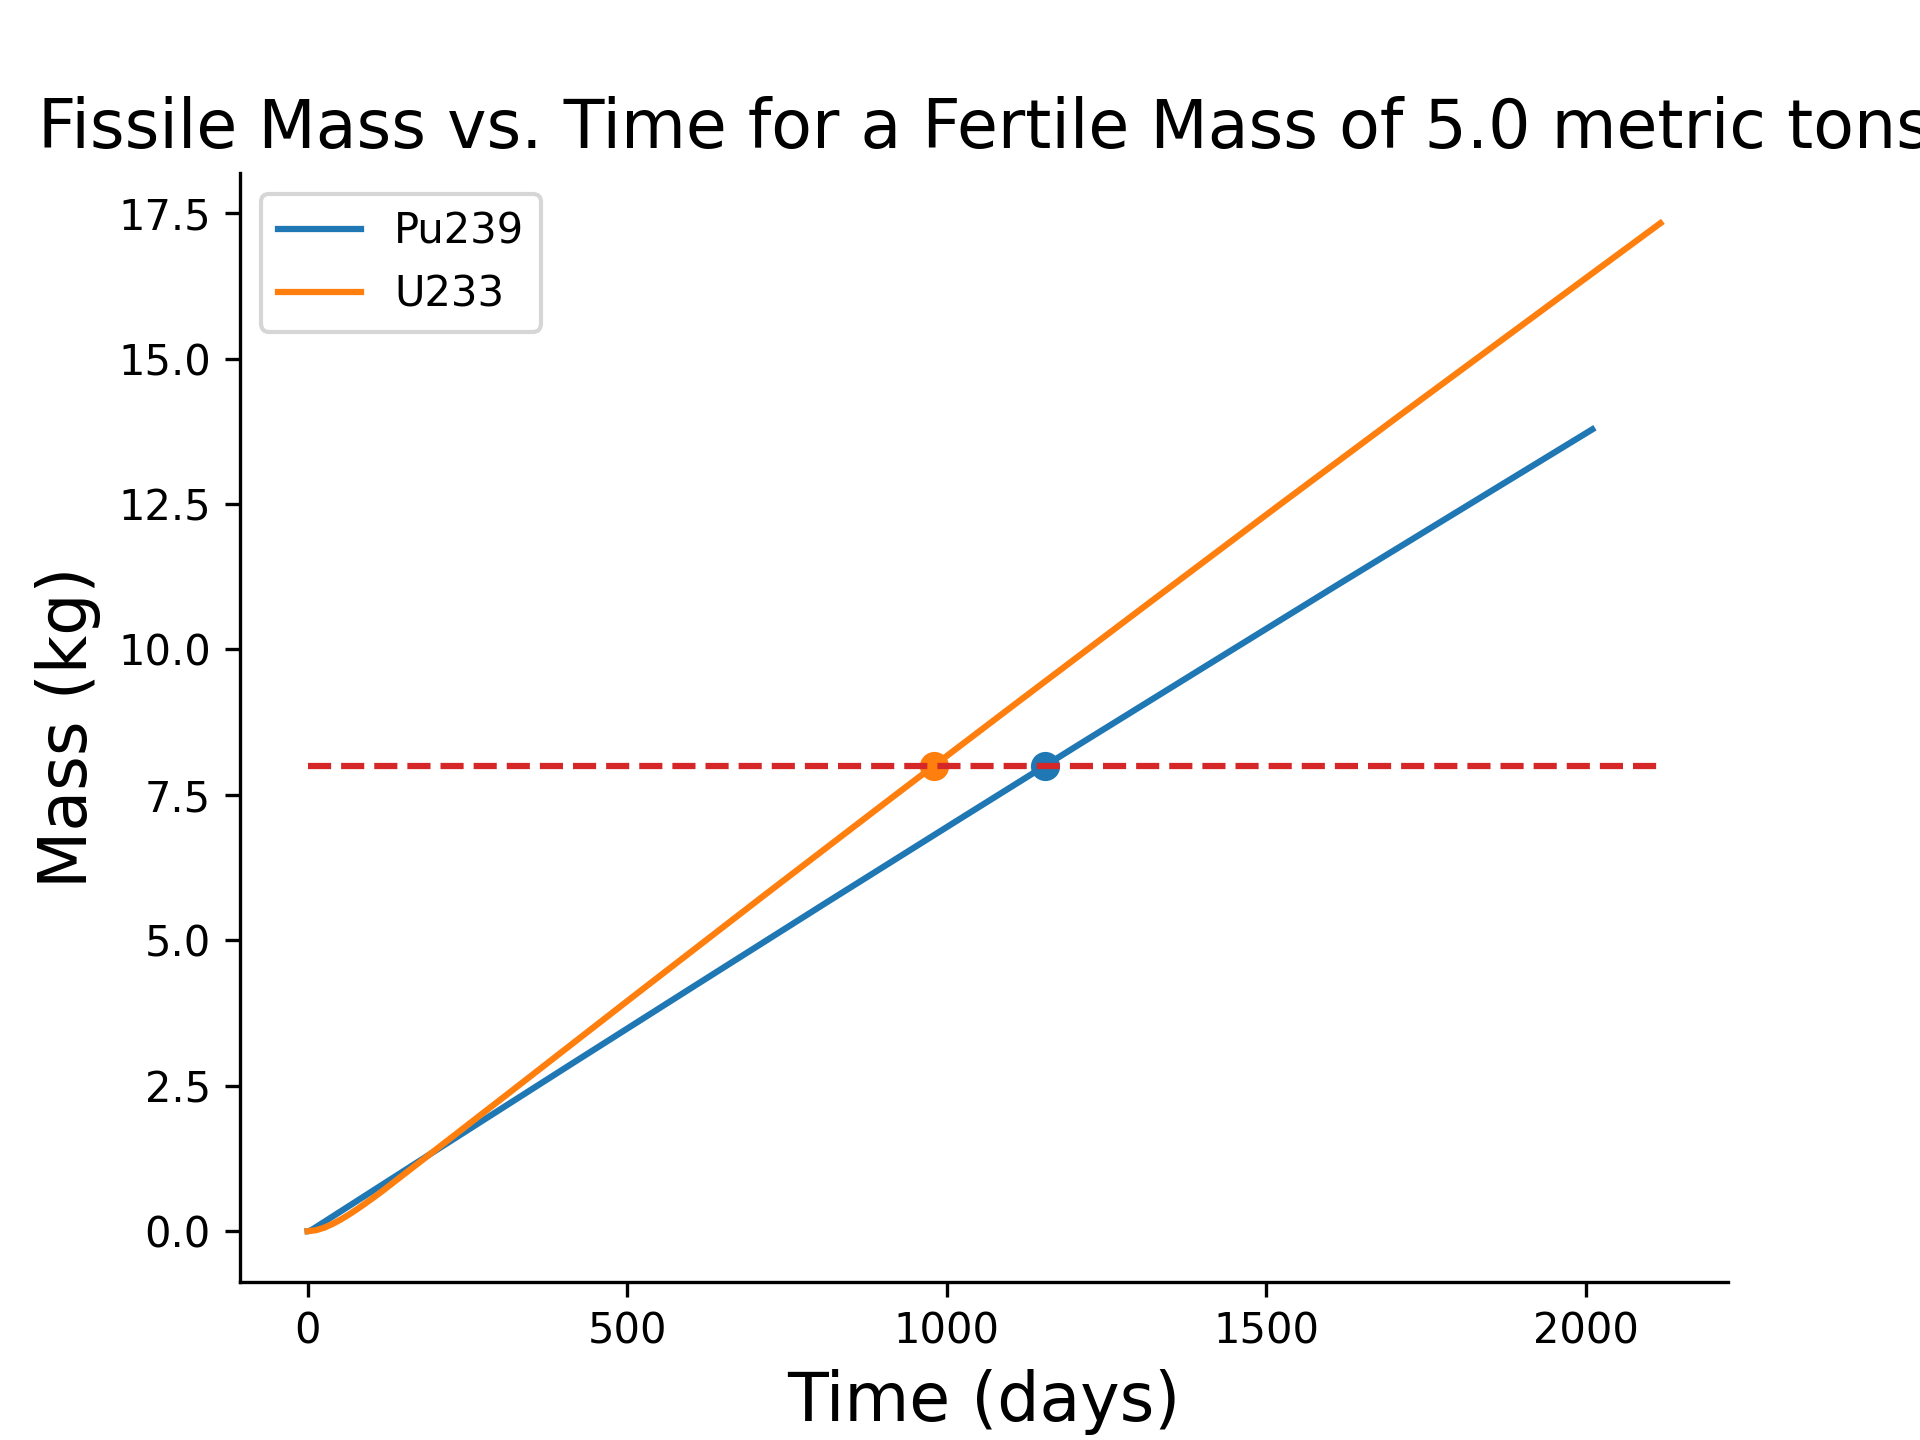 Fissile Mass vs. Time for a Fertile Mass of 5.0 metric tons
Pu239
U233
17.5
15.0
12.5
10.0
7.5
5.0
2.5
0.0
Mass (kg)
0 500 1000 1500 2000
Time (days)